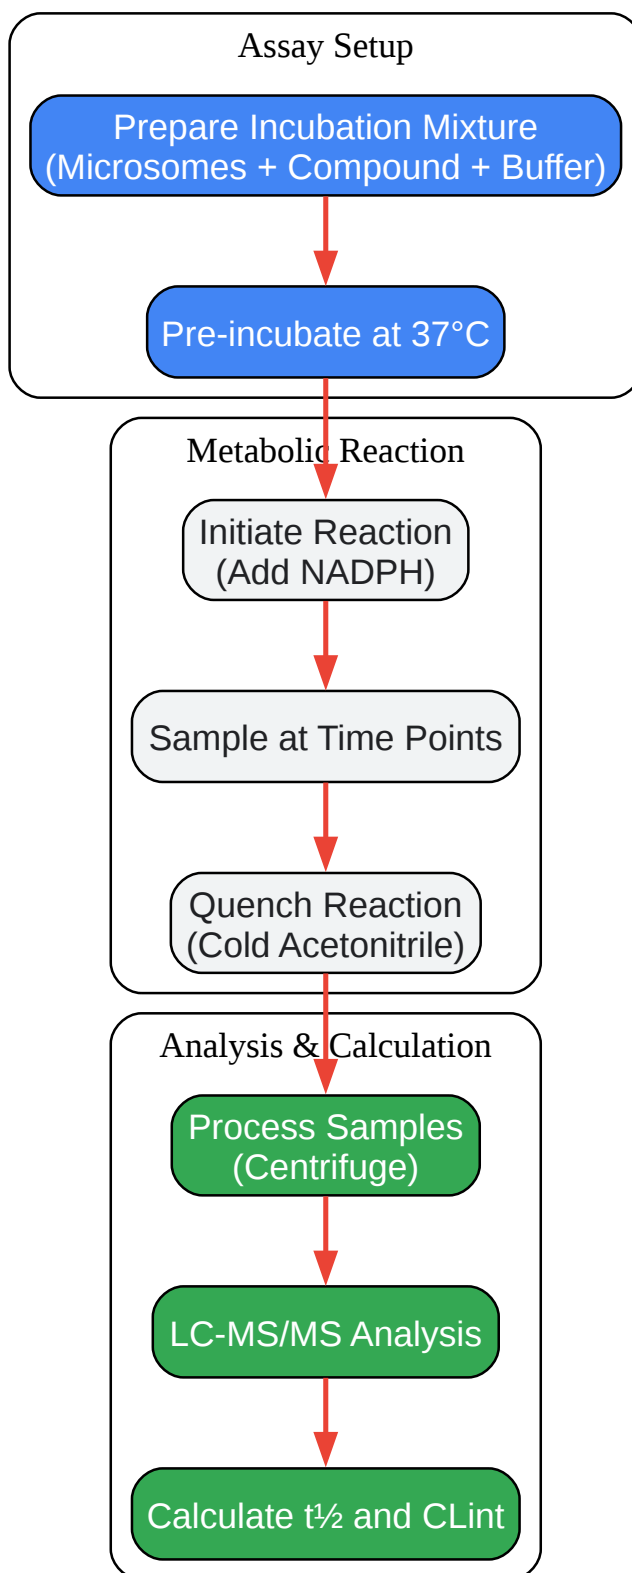 Assay Setup
Prepare Incubation Mixture
(Microsomes + Compound + Buffer)
Pre-incubate at 37°C
Metabolic Reaction
Initiate Reaction
(Add NADPH)
Sample at Time Points
Quench Reaction
(Cold Acetonitrile)
Analysis & Calculation
Process Samples
(Centrifuge)
LC-MS/MS Analysis
Calculate t½ and CLint